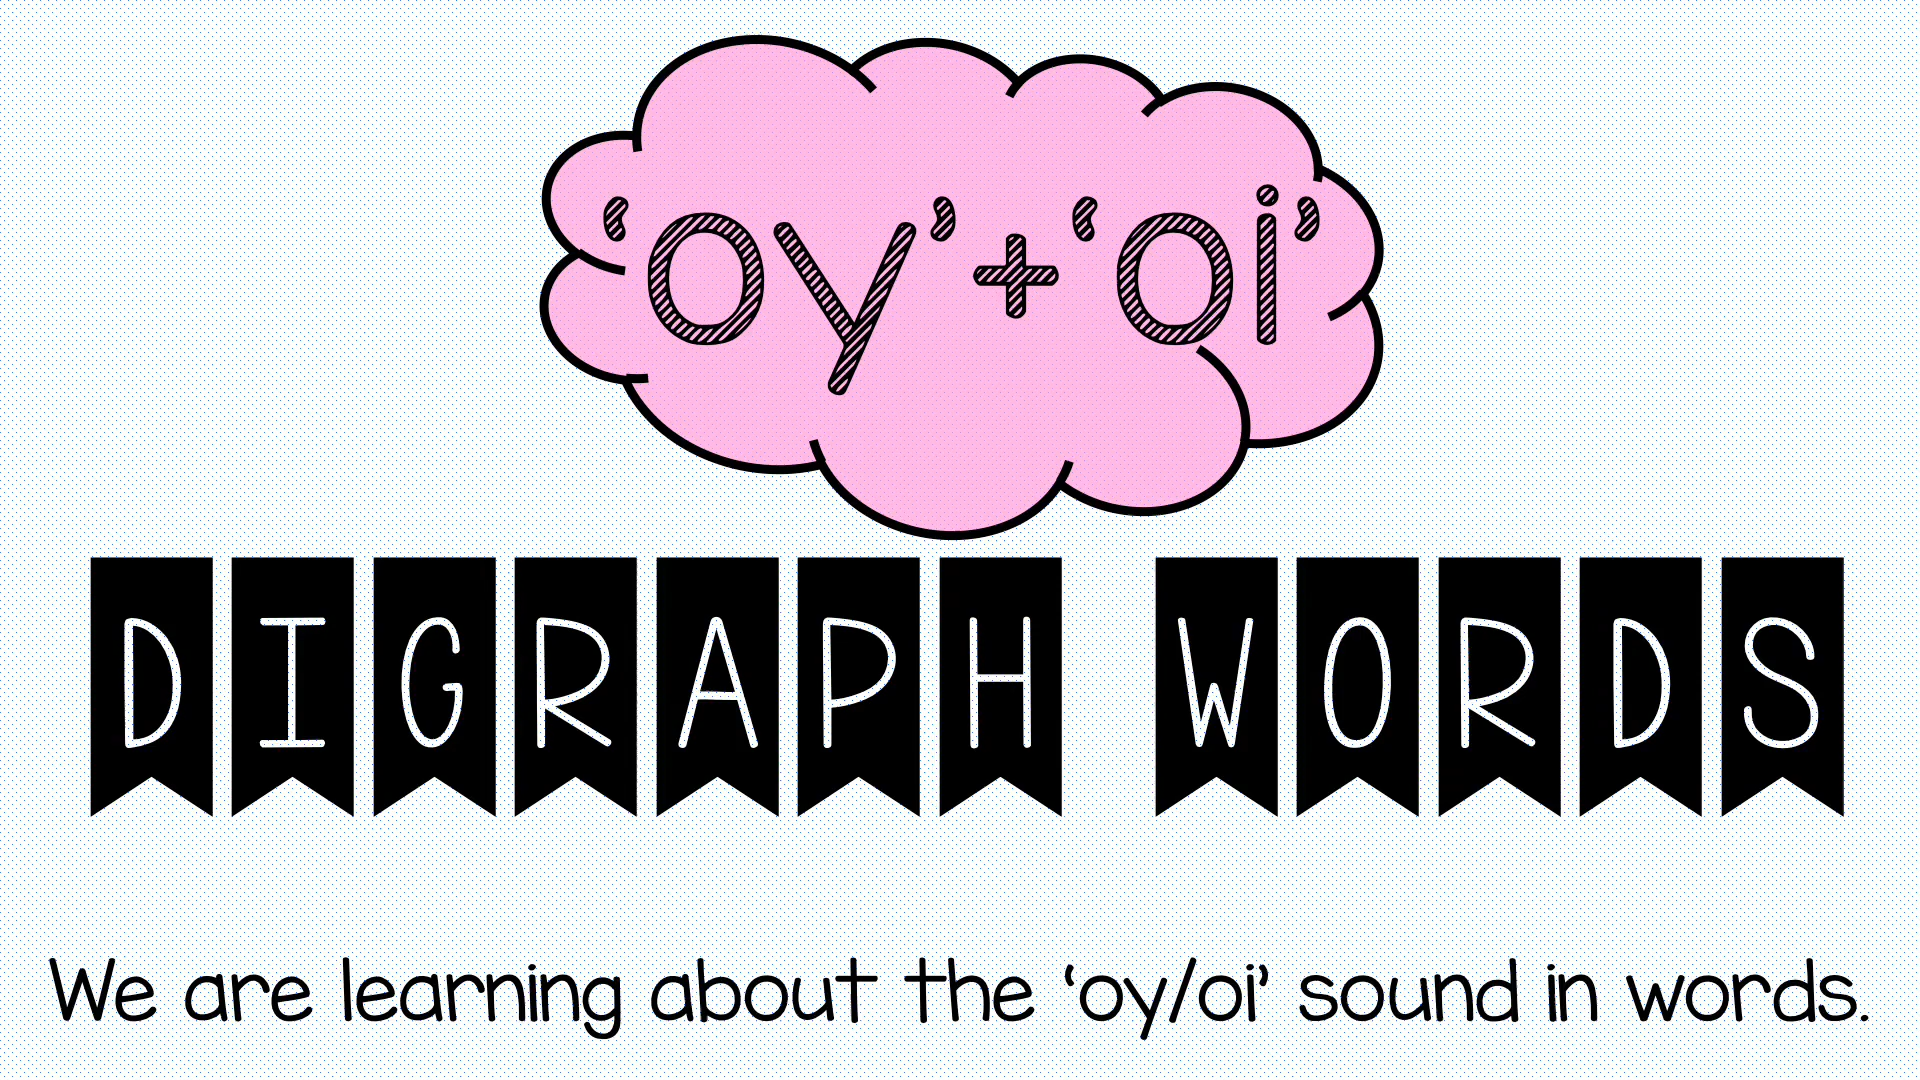 ‘oy’+‘oi’
DIGRAPH WORDS
We are learning about the ‘oy/oi’ sound in words.